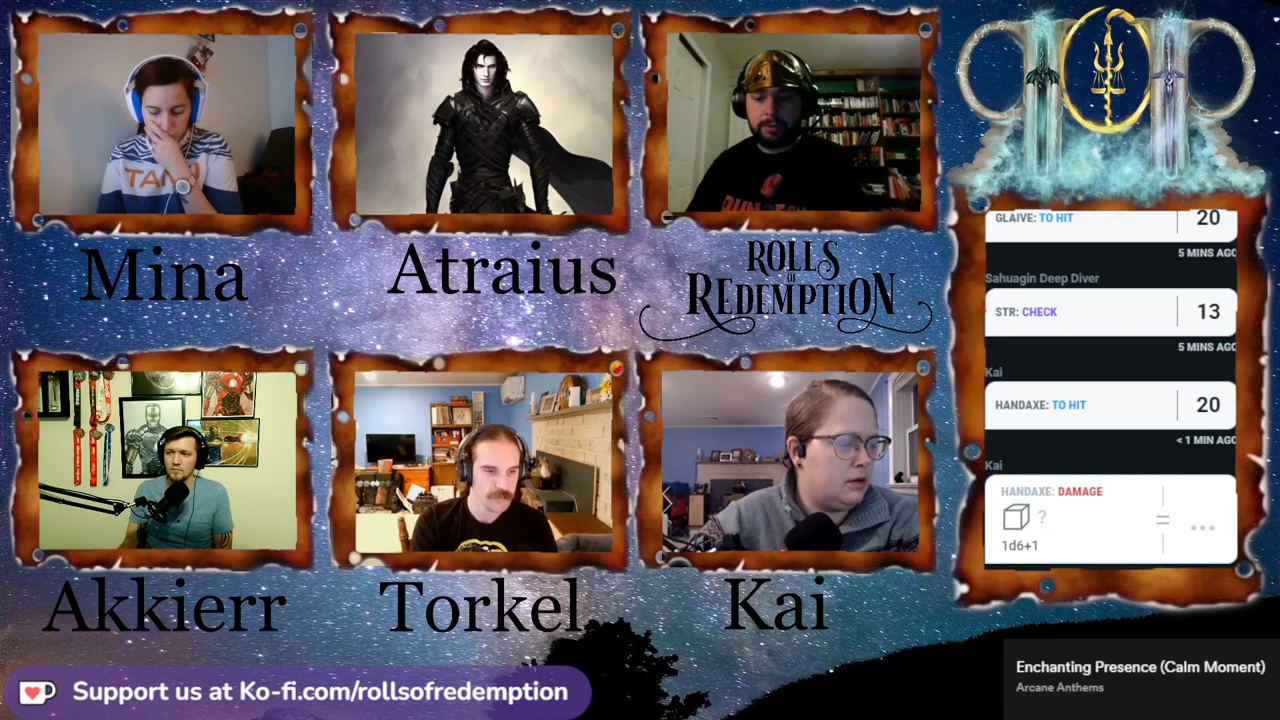 TAN
DUNGEON
Mina
Atraius
ROLLS
OF
REDEMPTION
Akkierr
Torkel
Kai
GLAIVE: TO HIT
20
5 MINS AGO
Sahuagin Deep Diver
STR: CHECK
13
5 MINS AGO
Kai
HANDAXE: TO HIT
20
< 1 MIN AGO
Kai
HANDAXE: DAMAGE
?
=
...
1d6+1
Support us at Ko-fi.com/rollsofredemption
Enchanting Presence (Calm Moment)
Arcane Anthems